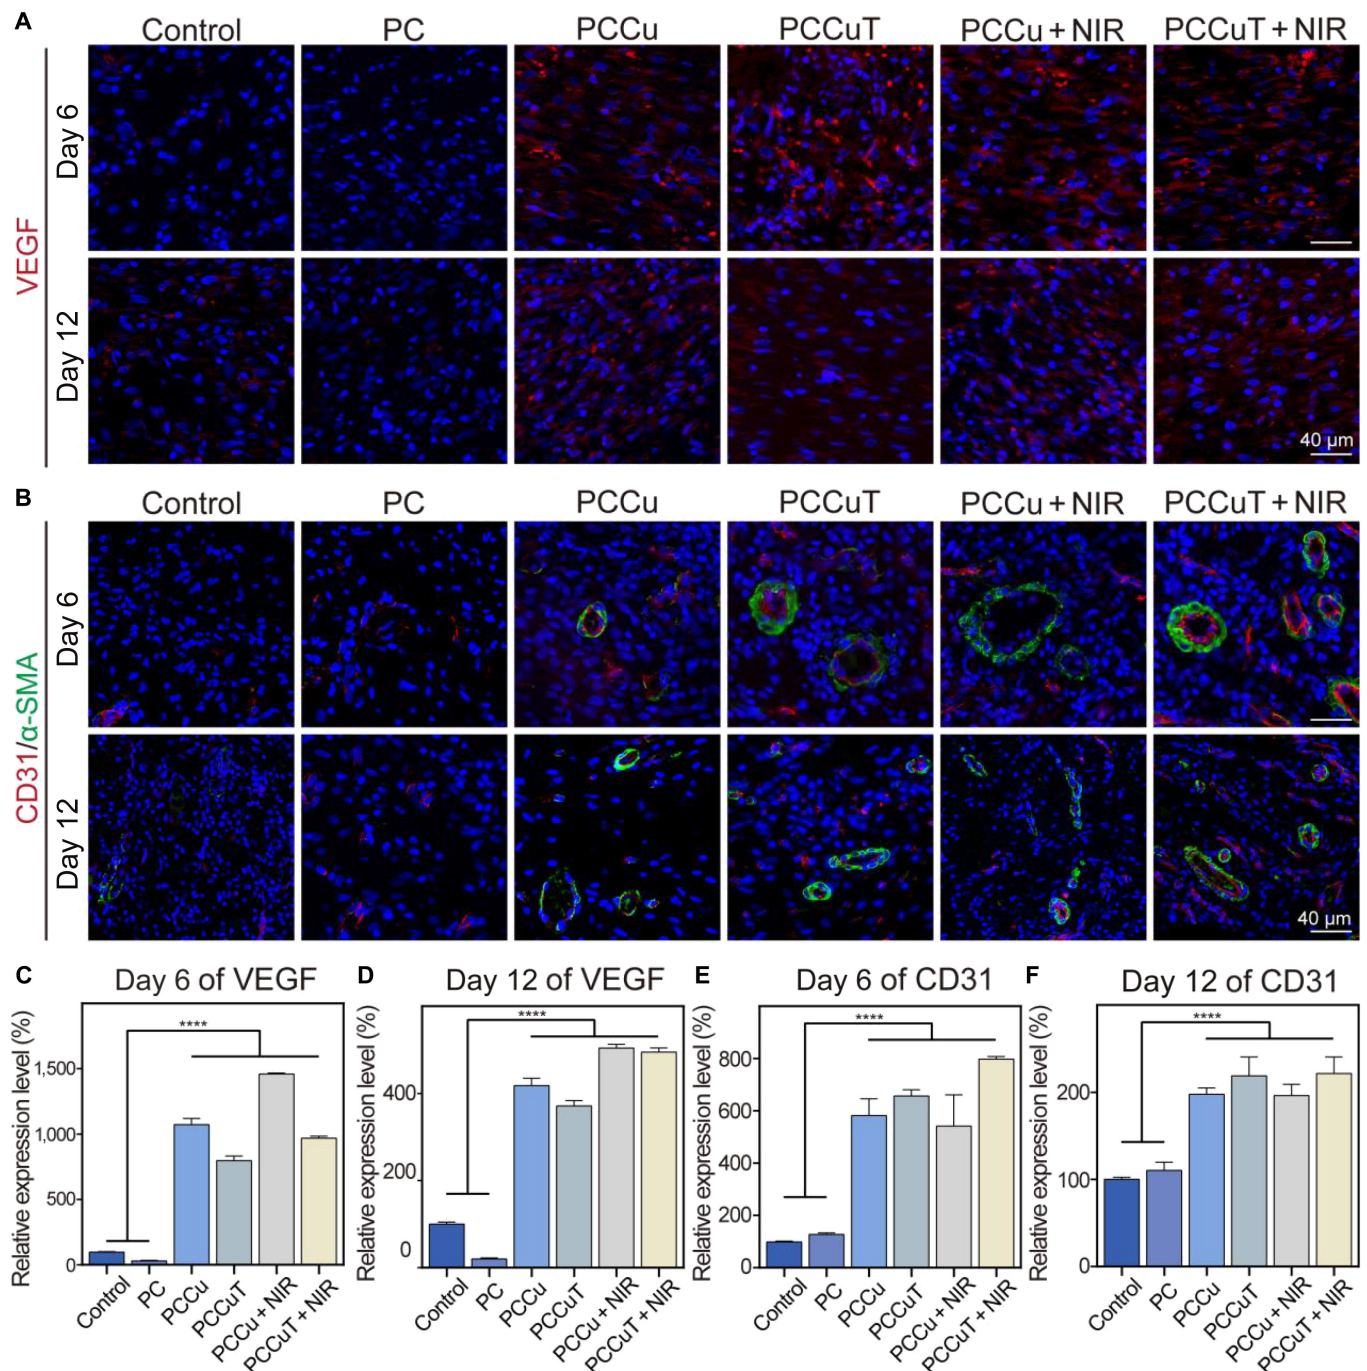 A
Control PC PCCu PCCuT PCCu + NIR PCCuT + NIR
VEGF
Day 6
Day 12
40 µm
B
Control PC PCCu PCCuT PCCu + NIR PCCuT + NIR
CD31/α-SMA
Day 6
Day 12
40 µm
C Day 6 of VEGF
Relative expression level (%)
****
1,500
1,000
500
0
Control PC PCCu PCCuT PCCu + NIR PCCuT + NIR
D Day 12 of VEGF
Relative expression level (%)
****
400
200
0
Control PC PCCu PCCuT PCCu + NIR PCCuT + NIR
E Day 6 of CD31
Relative expression level (%)
****
800
600
400
200
0
Control PC PCCu PCCuT PCCu + NIR PCCuT + NIR
F Day 12 of CD31
Relative expression level (%)
****
200
100
0
Control PC PCCu PCCuT PCCu + NIR PCCuT + NIR